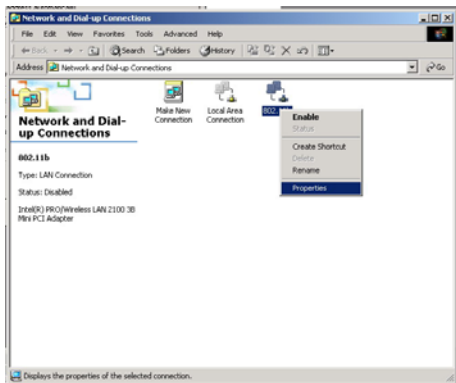 Network and Dial-up Connections
File Edit View Favorites Tools Advanced Help
Back Search Folders History
Address Network and Dial-up Connections Go
Make New Connection
Local Area Connection
802.11b
Network and Dial-up Connections
802.11b
Type: LAN Connection
Status: Disabled
Intel(R) PRO/Wireless LAN 2100 3B
Mini PCI Adapter
Enable
Status
Create Shortcut
Delete
Rename
Properties
Displays the properties of the selected connection.